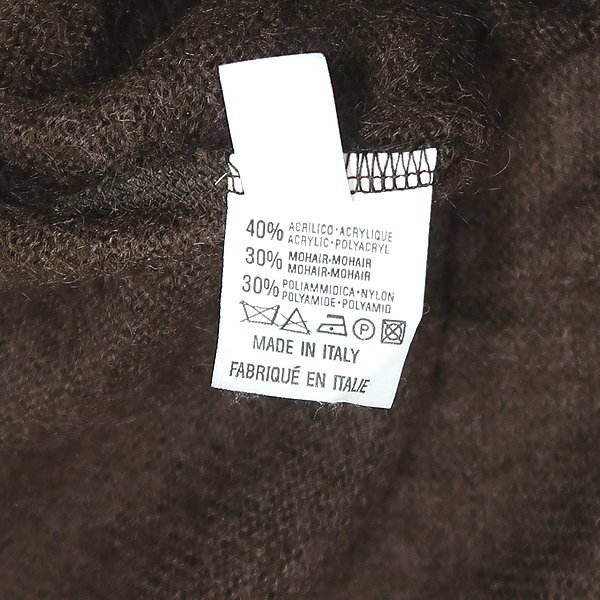 40% ACRILICO·ACRYLIQUE
ACRYLIC·POLYACRYL
30% MOHAIR-MOHAIR
MOHAIR-MOHAIR
30% POLIAMMIDICA·NYLON
POLYAMIDE·POLYAMID
P
MADE IN ITALY
FABRIQUÉ EN ITALIE